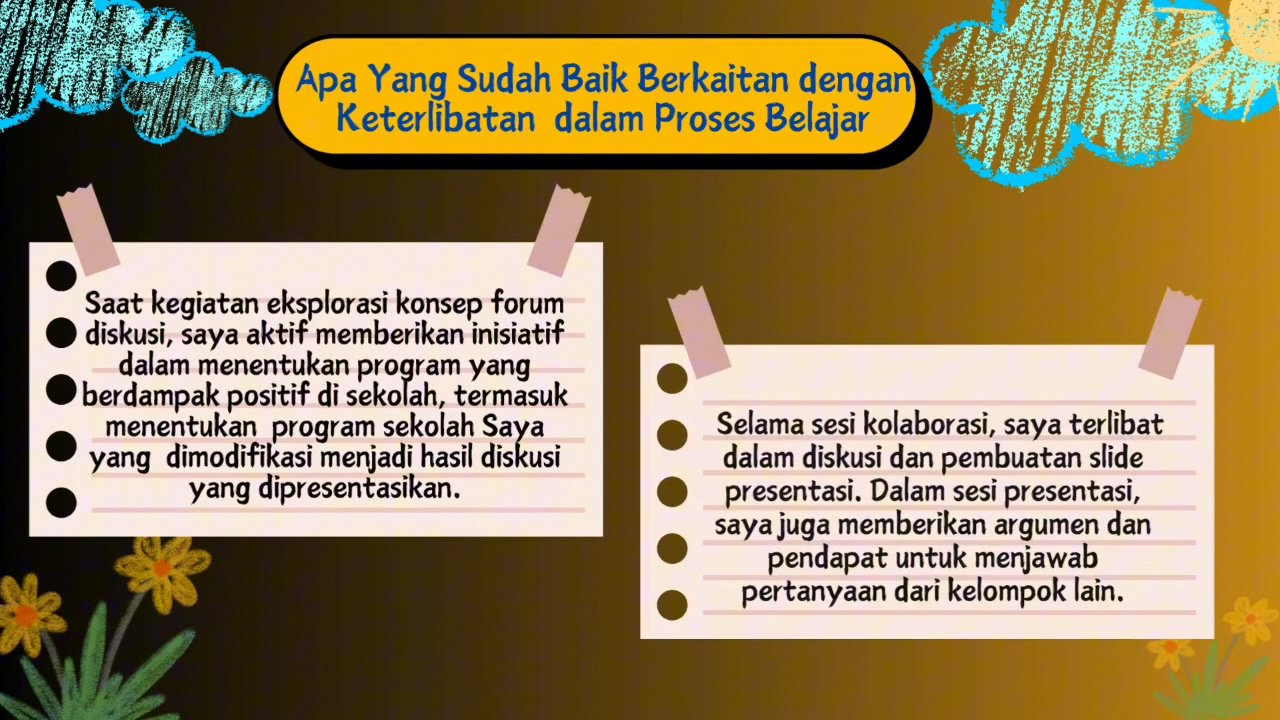 Apa Yang Sudah Baik Berkaitan dengan
Keterlibatan dalam Proses Belajar
Saat kegiatan eksplorasi konsep forum
diskusi, saya aktif memberikan inisiatif
dalam menentukan program yang
berdampak positif di sekolah, termasuk
menentukan program sekolah Saya
yang dimodifikasi menjadi hasil diskusi
yang dipresentasikan.
Selama sesi kolaborasi, saya terlibat
dalam diskusi dan pembuatan slide
presentasi. Dalam sesi presentasi,
saya juga memberikan argumen dan
pendapat untuk menjawab
pertanyaan dari kelompok lain.